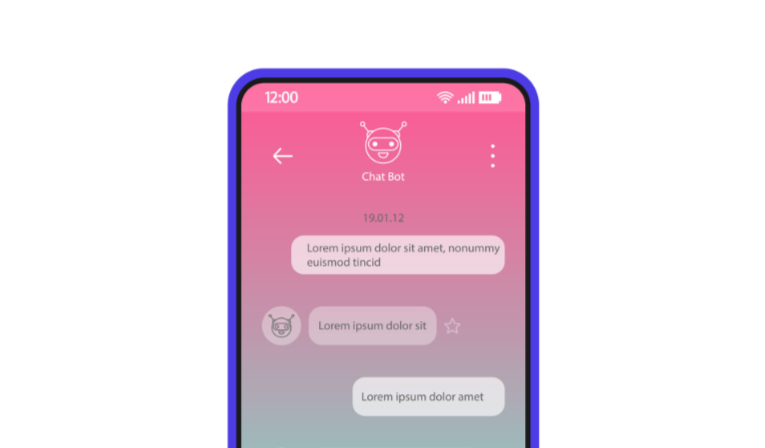 12:00
Chat Bot
19.01.12
Lorem ipsum dolor sit amet, nonummy
euismod tincid
Lorem ipsum dolor sit
Lorem ipsum dolor amet